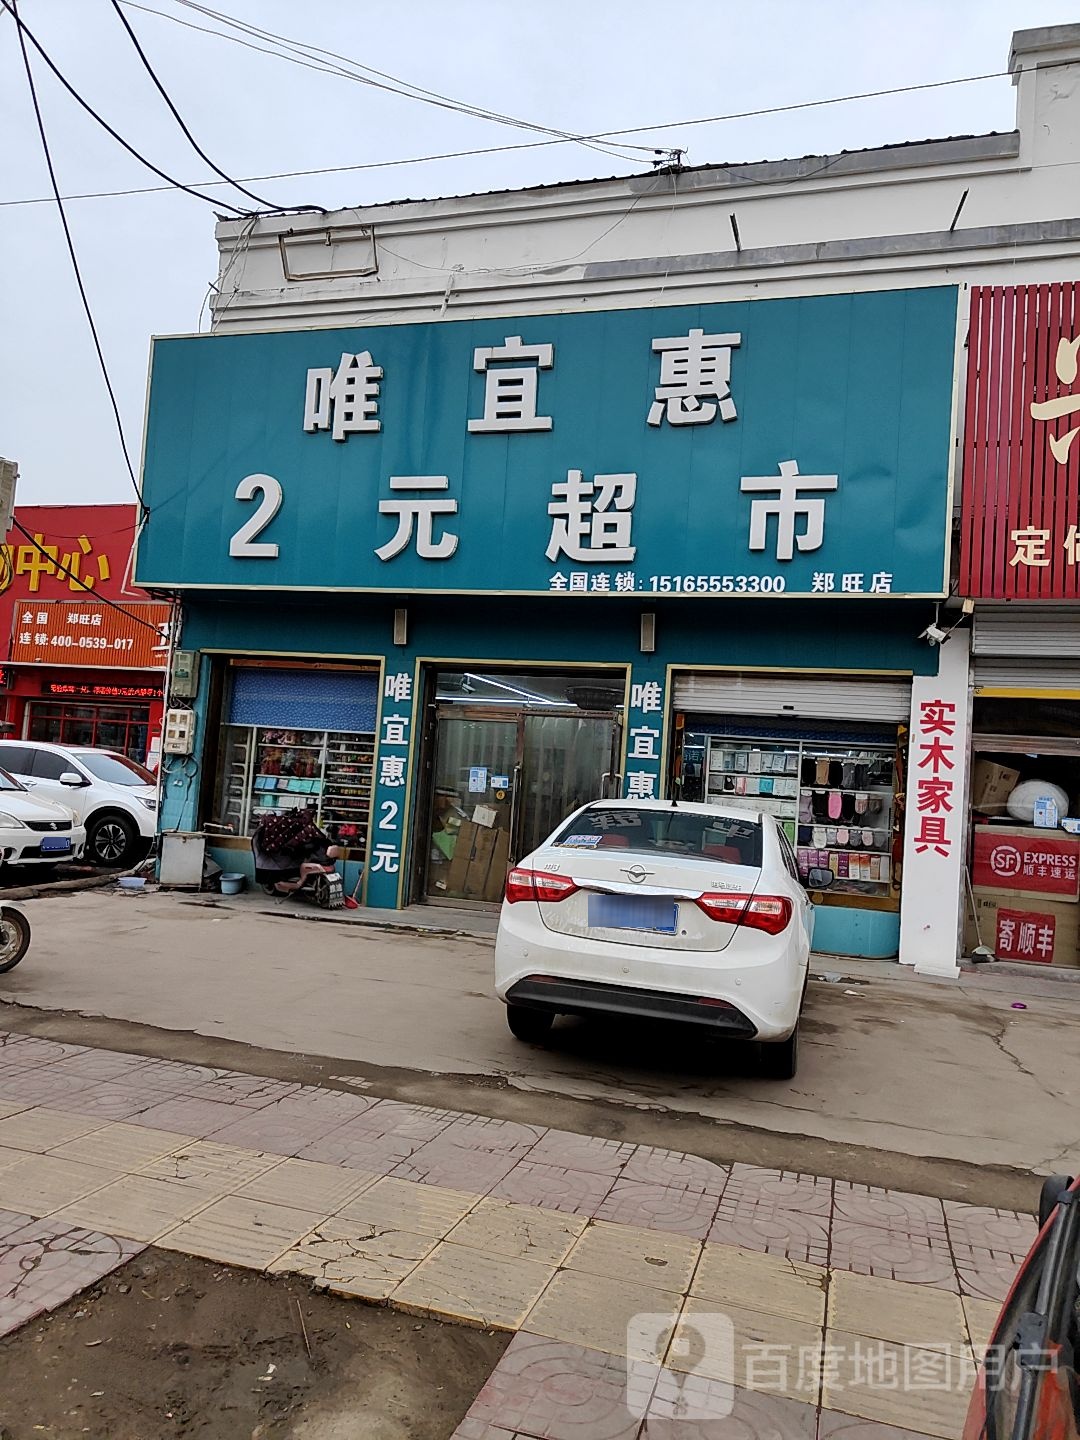 唯宜惠
2元超市
全国连锁: 15165553300 郑旺店
中心
全国 郑旺店
连锁:400-0539-017
定
唯宜惠2元
唯宜惠
实木家具
SF EXPRESS
顺丰速运
寄顺丰
百度地图用户